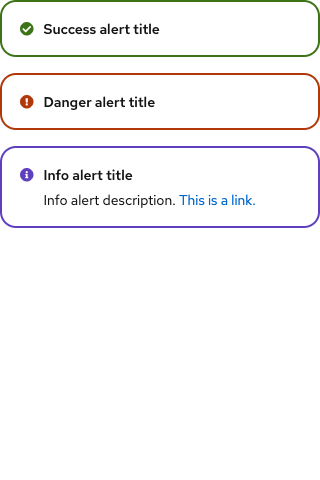 Success alert title
Danger alert title
Info alert title
Info alert description. This is a link.